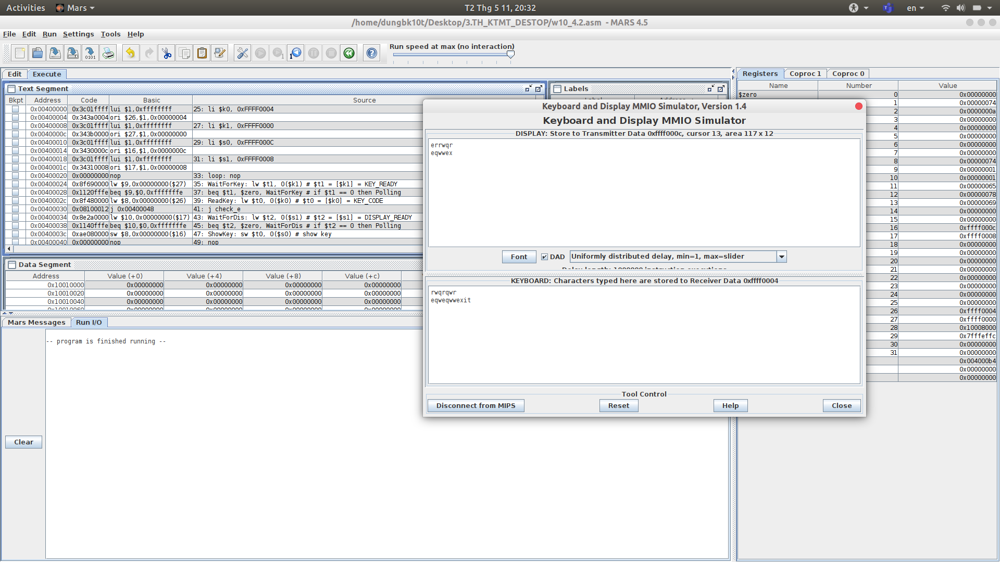 Activities Mars T2 Thg 5 11, 20:32 en
/home/dungbk10t/Desktop/3.TH_KTMT_DESTOP/w10_4.2.asm - MARS 4.5
File Edit Run Settings Tools Help
Run speed at max (no interaction)
Edit Execute
Text Segment
Bkpt Address Code Basic Source
0x00400000 0x3c01ffff lui $1,0xffffffff 25: li $k0, 0xFFFF0004
0x00400004 0x343a0004 ori $26,$1,0x00000004
0x00400008 0x3c01ffff lui $1,0xffffffff 27: li $k1, 0xFFFF0000
0x0040000c 0x343b0000 ori $27,$1,0x00000000
0x00400010 0x3c01ffff lui $1,0xffffffff 29: li $s0, 0xFFFF000C
0x00400014 0x3430000c ori $16,$1,0x0000000c
0x00400018 0x3c01ffff lui $1,0xffffffff 31: li $s1, 0xFFFF0008
0x0040001c 0x34310008 ori $17,$1,0x00000008
0x00400020 0x00000000 nop 33: loop: nop
0x00400024 0x8f690000 lw $9,0x00000000($27) 35: WaitForKey: lw $t1, 0($k1) # $t1 = [$k1] = KEY_READY
0x00400028 0x1120fffe beq $9,$0,0xfffffffe 37: beq $t1, $zero, WaitForKey # if $t1 == 0 then Polling
0x0040002c 0x8f480000 lw $8,0x00000000($26) 39: ReadKey: lw $t0, 0($k0) # $t0 = [$k0] = KEY_CODE
0x00400030 0x08100012 j 0x00400048 41: j check_e
0x00400034 0x8e2a0000 lw $10,0x00000000($17) 43: WaitForDis: lw $t2, 0($s1) # $t2 = [$s1] = DISPLAY_READY
0x00400038 0x1140fffe beq $10,$0,0xfffffffe 45: beq $t2, $zero, WaitForDis # if $t2 == 0 then Polling
0x0040003c 0xae080000 sw $8,0x00000000($16) 47: ShowKey: sw $t0, 0($s0) # show key
0x00400040 0x00000000 nop 49: nop
Data Segment
Address Value (+0) Value (+4) Value (+8) Value (+c)
0x10010000 0x00000000 0x00000000 0x00000000 0x00000000
0x10010020 0x00000000 0x00000000 0x00000000 0x00000000
0x10010040 0x00000000 0x00000000 0x00000000 0x00000000
0x10010060 0x00000000 0x00000000 0x00000000 0x00000000
Mars Messages Run I/O
-- program is finished running --
Clear
Labels
Keyboard and Display MMIO Simulator, Version 1.4
Keyboard and Display MMIO Simulator
DISPLAY: Store to Transmitter Data 0xffff000c, cursor 13, area 117 x 12
errwqr
eqwwex
Font DAD Uniformly distributed delay, min=1, max=slider
Delay length: 1000000 instruction executions
KEYBOARD: Characters typed here are stored to Receiver Data 0xffff0004
rwqrqwr
eqweqwwexit
Tool Control
Disconnect from MIPS Reset Help Close
Registers Coproc 1 Coproc 0
Name Number Value
$zero 0 0x00000000
1 0x00000074
2 0x0000000a
3 0x00000000
4 0x00000000
5 0x00000000
6 0x00000000
7 0x00000000
8 0x00000074
9 0x00000001
10 0x00000001
11 0x00000065
12 0x00000078
13 0x00000069
14 0x00000000
15 0x00000000
16 0xffff000c
17 0xffff0008
18 0x00000000
19 0x00000000
20 0x00000000
21 0x00000000
22 0x00000000
23 0x00000000
24 0x00000000
25 0x00000000
26 0xffff0004
27 0xffff0000
28 0x10008000
29 0x7fffeffc
30 0x00000000
31 0x00000000
0x004000b4
0x00000000
0x00000000